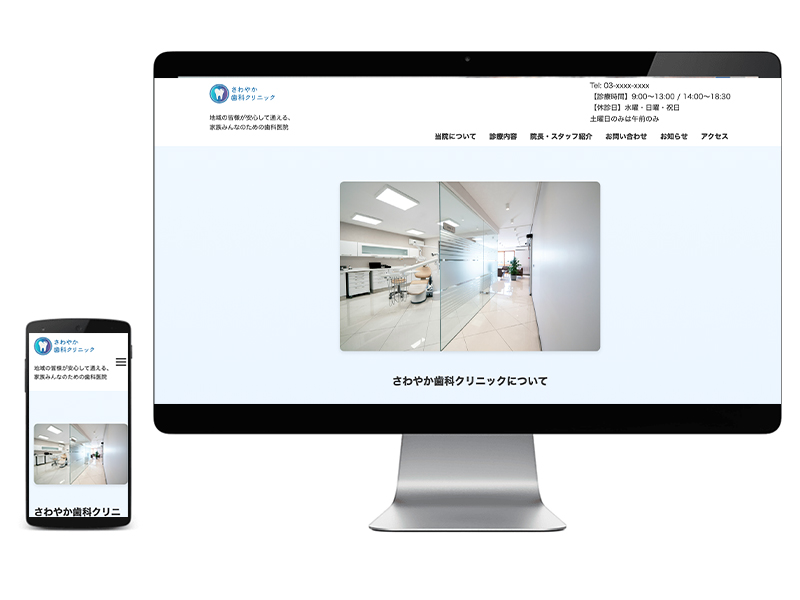 さわやか
歯科クリニック
地域の皆様が安心して通える、
家族みんなのための歯科医院
Tel: 03-xxxx-xxxx
【診療時間】9:00〜13:00 / 14:00〜18:30
【休診日】水曜・日曜・祝日
土曜日のみは午前のみ
当院について 診療内容 院長・スタッフ紹介 お問い合わせ お知らせ アクセス
さわやか歯科クリニックについて
さわやか
歯科クリニック
地域の皆様が安心して通える、
家族みんなのための歯科医院
さわやか歯科クリニ